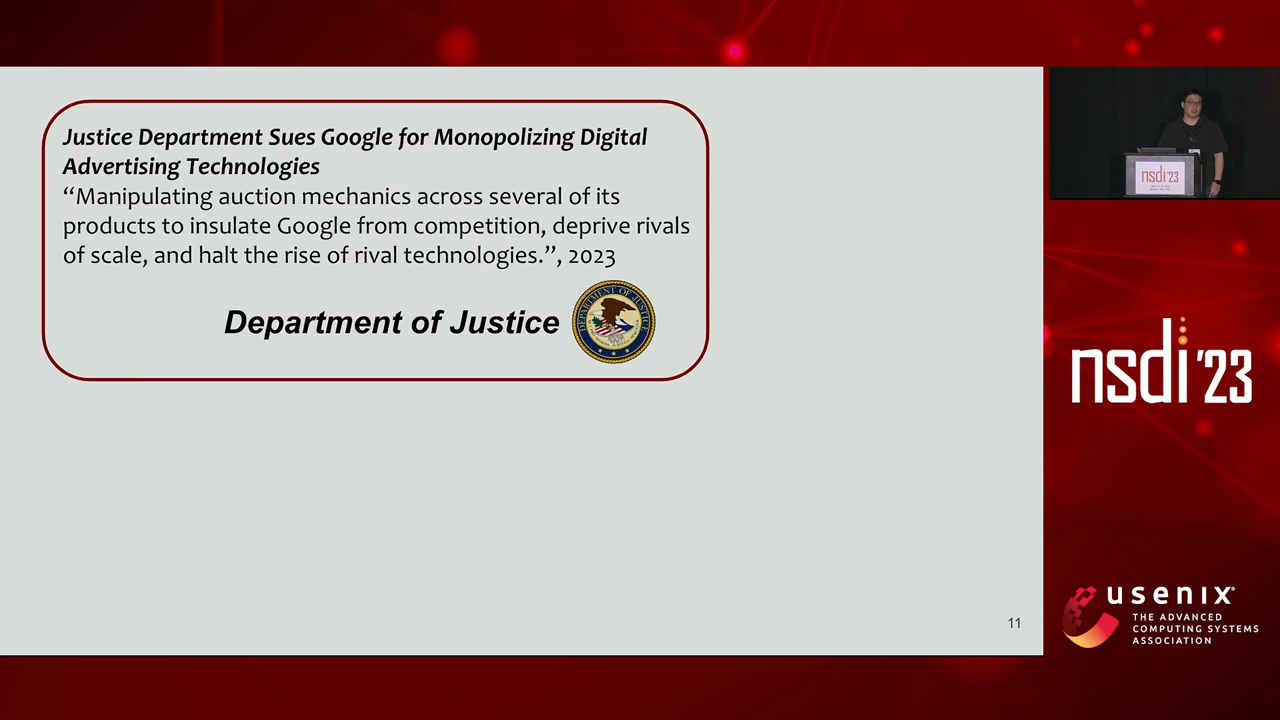 Justice Department Sues Google for Monopolizing Digital
Advertising Technologies
“Manipulating auction mechanics across several of its
products to insulate Google from competition, deprive rivals
of scale, and halt the rise of rival technologies.”, 2023
Department of Justice
11
nsdi'23
nsdi'23
usenix
THE ADVANCED
COMPUTING SYSTEMS
ASSOCIATION